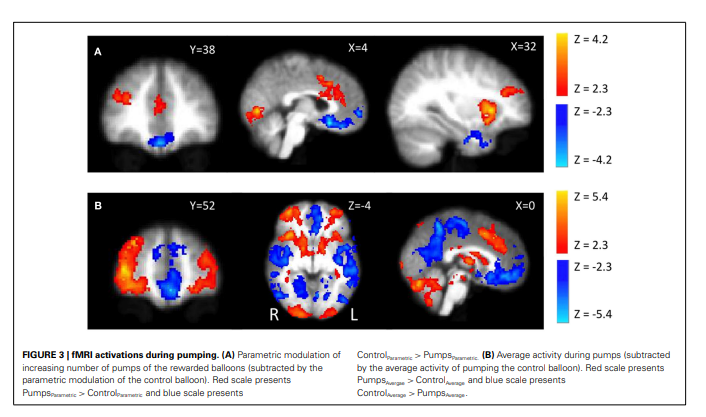 A
Y=38
X=4
X=32
Z = 4.2
Z = 2.3
Z = -2.3
Z = -4.2
B
Y=52
Z=-4
X=0
R
L
Z = 5.4
Z = 2.3
Z = -2.3
Z = -5.4
FIGURE 3 | fMRI activations during pumping. (A) Parametric modulation of
increasing number of pumps of the rewarded balloons (subtracted by the
parametric modulation of the control balloon). Red scale presents
PumpsParametric > ControlParametric and blue scale presents
ControlParametric > PumpsParametric. (B) Average activity during pumps (subtracted
by the average activity of pumping the control balloon). Red scale presents
PumpsAvergae > ControlAverage and blue scale presents
ControlAverage > PumpsAverage.